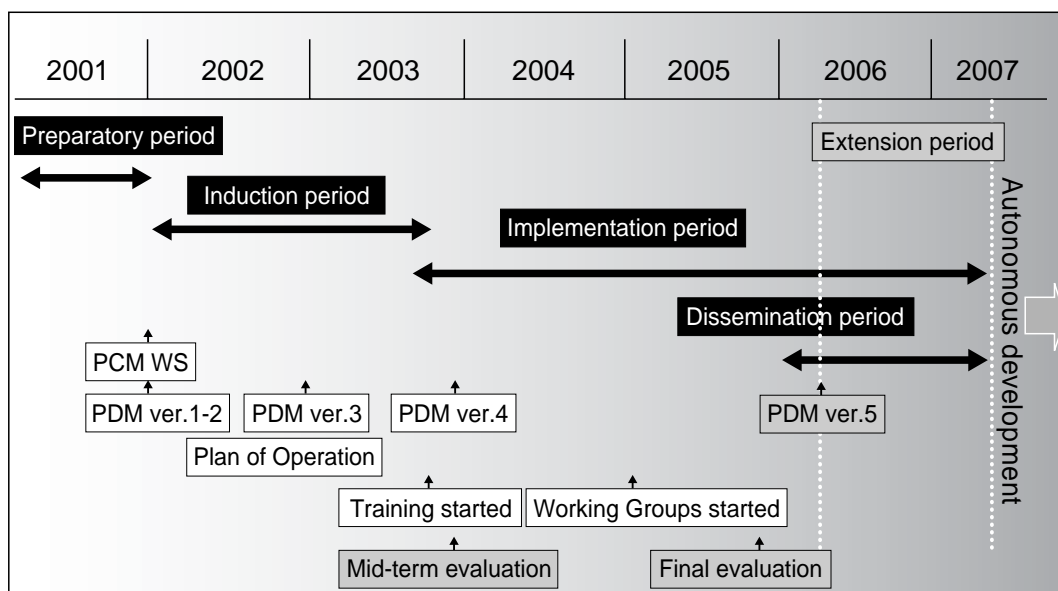 2001 2002 2003 2004 2005 2006 2007
Preparatory period
Extension period
Induction period
Implementation period
Dissemination period
Autonomous development
PCM WS
PDM ver.1-2 PDM ver.3 PDM ver.4 PDM ver.5
Plan of Operation
Training started Working Groups started
Mid-term evaluation Final evaluation